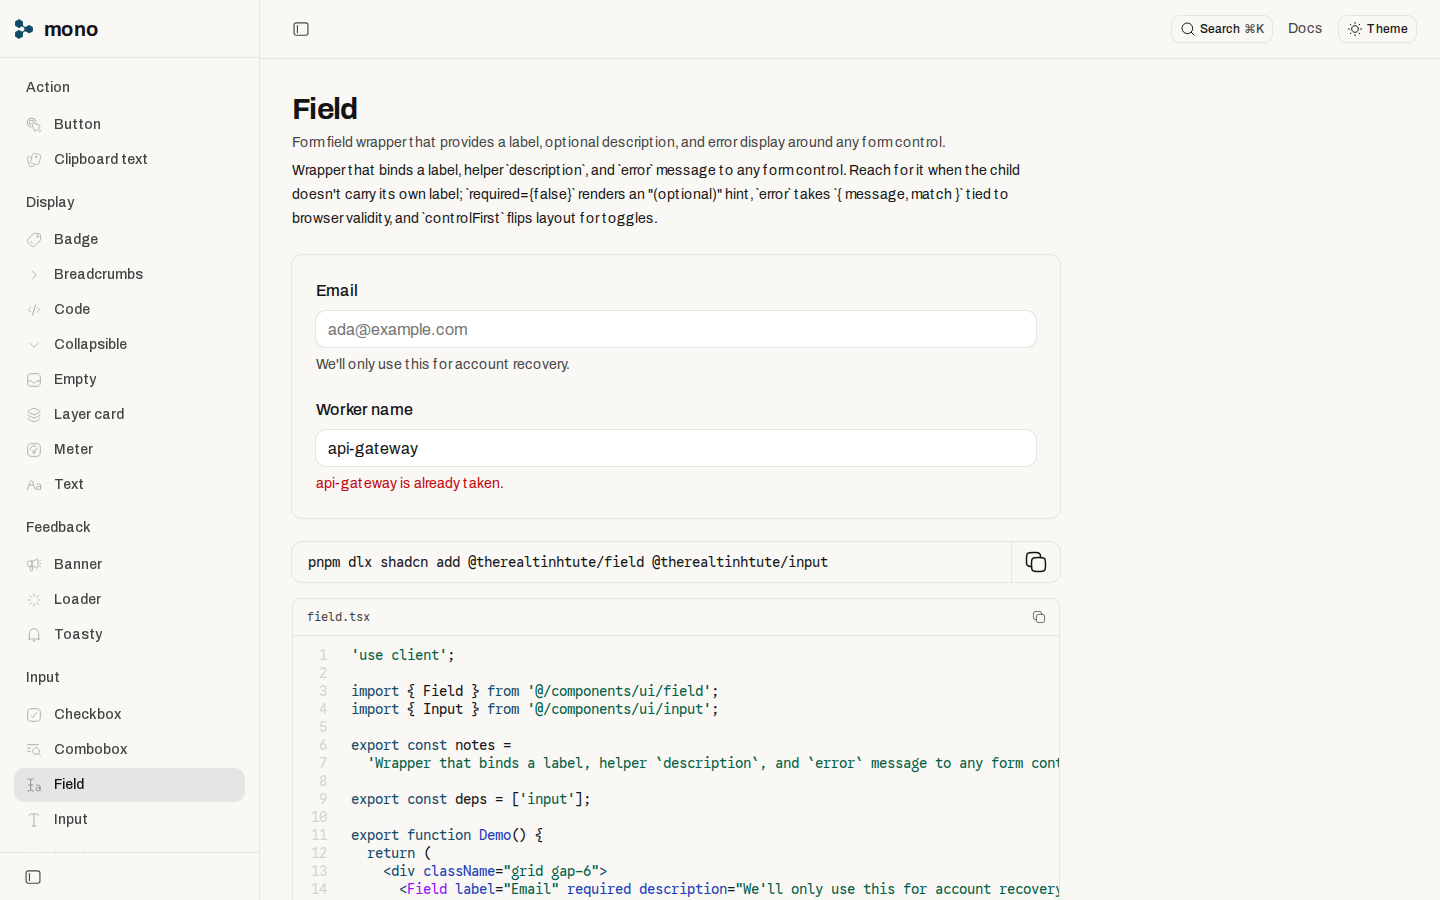 mono
Search ⌘K
Docs
Theme
Action
Button
Clipboard text
Display
Badge
Breadcrumbs
Code
Collapsible
Empty
Layer card
Meter
Text
Feedback
Banner
Loader
Toasty
Input
Checkbox
Combobox
Field
Input
Field
Form field wrapper that provides a label, optional description, and error display around any form control.
Wrapper that binds a label, helper `description`, and `error` message to any form control. Reach for it when the child
doesn't carry its own label; `required={false}` renders an "(optional)" hint, `error` takes `{ message, match }` tied to
browser validity, and `controlFirst` flips layout for toggles.
Email
ada@example.com
We'll only use this for account recovery.
Worker name
api-gateway
api-gateway is already taken.
pnpm dlx shadcn add @therealtinhtute/field @therealtinhtute/input
field.tsx
1 'use client';
2
3 import { Field } from '@/components/ui/field';
4 import { Input } from '@/components/ui/input';
5
6 export const notes =
7 'Wrapper that binds a label, helper `description`, and `error` message to any form cont
8
9 export const deps = ['input'];
10
11 export function Demo() {
12 return (
13 <div className="grid gap-6">
14 <Field label="Email" required description="We'll only use this for account recovery